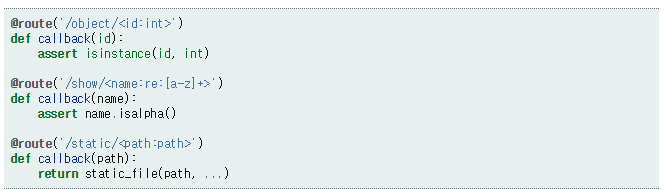 @route('/object/<id:int>')
def callback(id):
    assert isinstance(id, int)

@route('/show/<name:re:[a-z]+>')
def callback(name):
    assert name.isalpha()

@route('/static/<path:path>')
def callback(path):
    return static_file(path, ...)